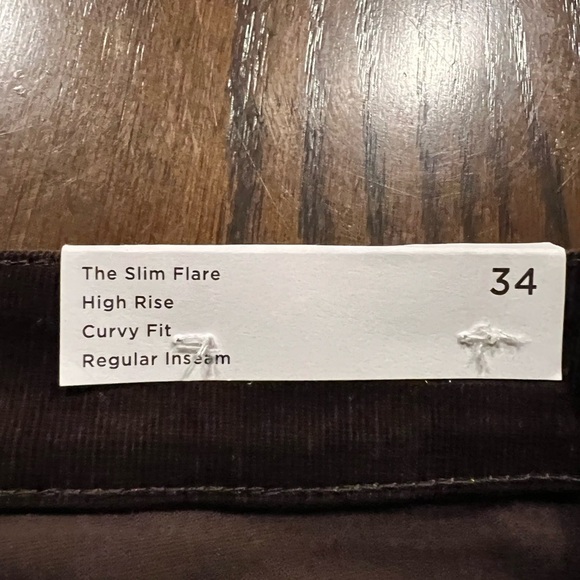 The Slim Flare
34
High Rise
Curvy Fit
Regular Inseam